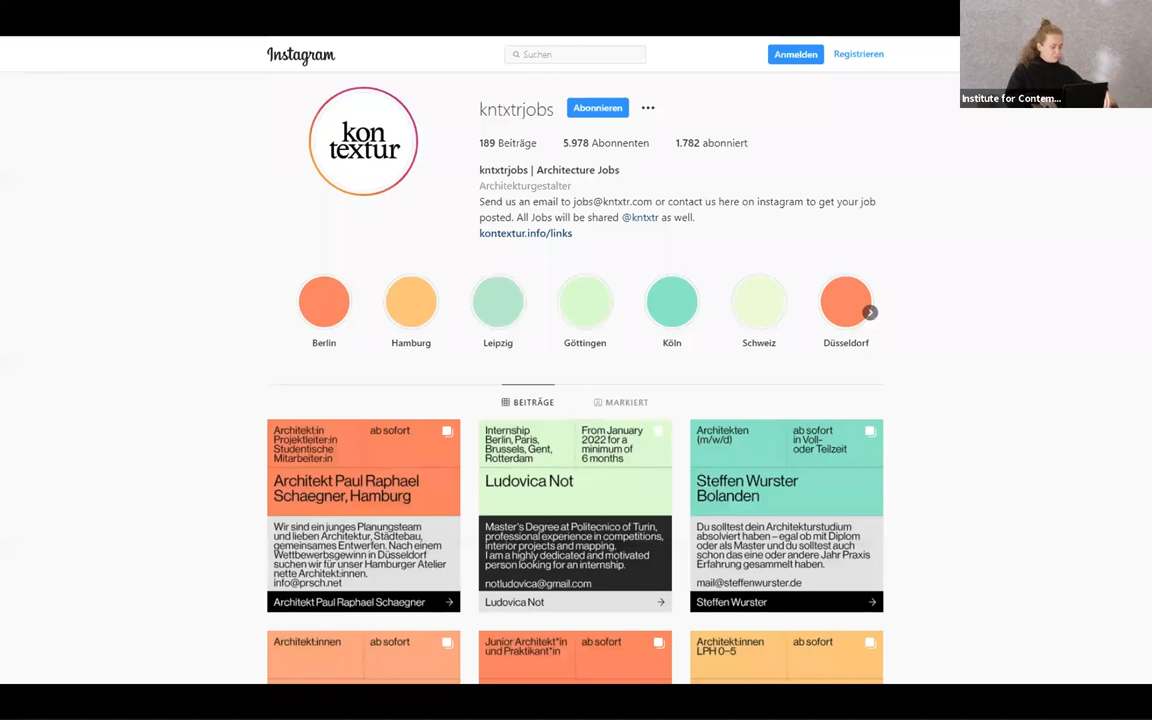 Instagram
Suchen
Anmelden
Registrieren
Institute for Contem...
kon
textur
kntxtrjobs
Abonnieren
189 Beiträge
5.978 Abonnenten
1.782 abonniert
kntxtrjobs | Architecture Jobs
Architekturgestalter
Send us an email to jobs@kntxtr.com or contact us here on instagram to get your job
posted. All Jobs will be shared @kntxtr as well.
kontextur.info/links
Berlin
Hamburg
Leipzig
Göttingen
Köln
Schweiz
Düsseldorf
BEITRÄGE
MARKIERT
Architekt:in
Projektleiter:in
Studentische
Mitarbeiter:in
ab sofort
Architekt Paul Raphael
Schaegner, Hamburg
Wir sind ein junges Planungsteam
und lieben Architektur, Städtebau,
gemeinsames Entwerfen. Nach einem
Wettbewerbsgewinn in Düsseldorf
suchen wir für unser Hamburger Atelier
nette Architekt:innen.
info@prsch.net
Architekt Paul Raphael Schaegner →
Internship
Berlin, Paris,
Brussels, Gent,
Rotterdam
From January
2022 for a
minimum of
6 months
Ludovica Not
Master's Degree at Politecnico of Turin,
professional experience in competitions,
interior projects and mapping.
I am a highly dedicated and motivated
person looking for an internship.
notludovica@gmail.com
Ludovica Not →
Architekten
(m/w/d)
ab sofort
in Voll-
oder Teilzeit
Steffen Wurster
Bolanden
Du solltest dein Architekturstudium
absolviert haben – egal ob mit Diplom
oder als Master und du solltest auch
schon das eine oder andere Jahr Praxis
Erfahrung gesammelt haben.
mail@steffenwurster.de
Steffen Wurster →
Architekt:innen
ab sofort
Junior Architekt*in
und Praktikant*in
ab sofort
Architekt:innen
LPH 0–5
ab sofort